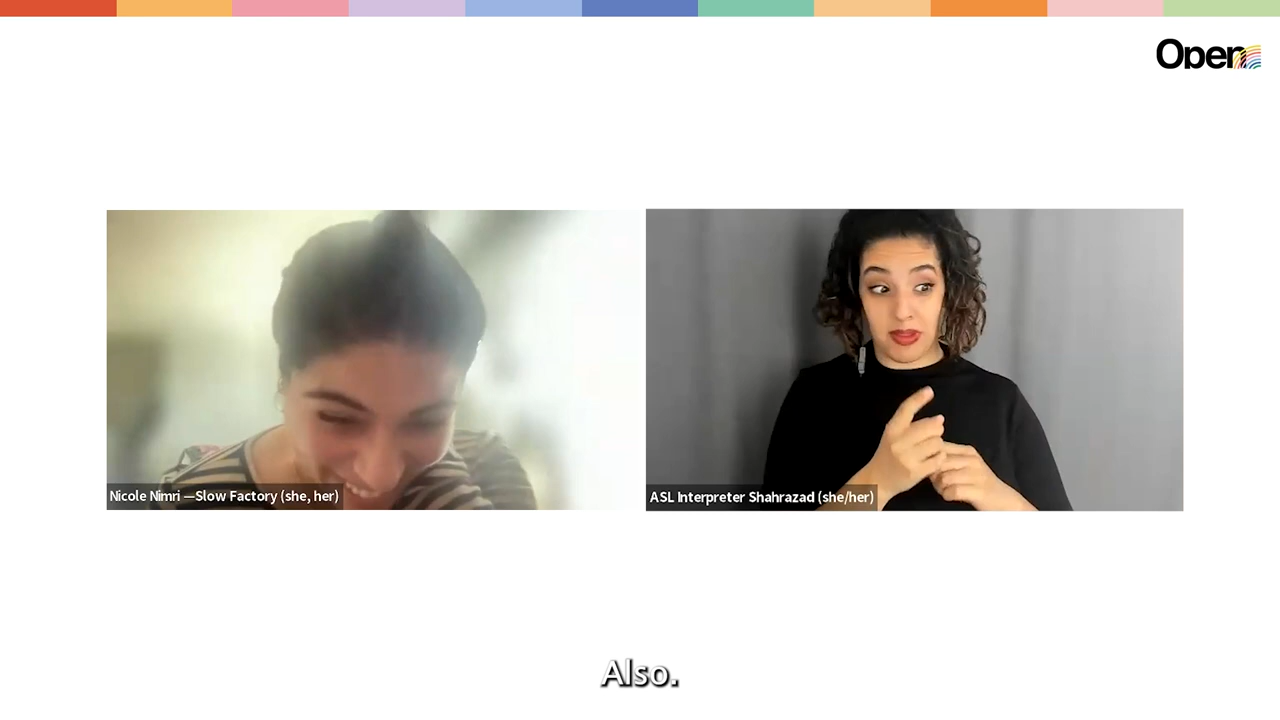 Open
Nicole Nimri —Slow Factory (she, her)
ASL Interpreter Shahrazad (she/her)
Also.